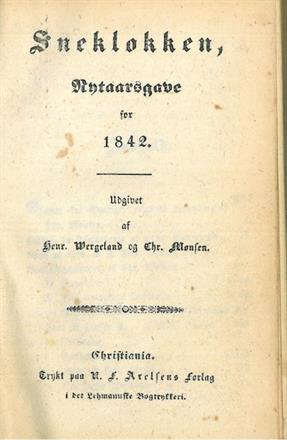 Sneklokken,
Nytaarsgave
for
1842.
Udgivet
af
Henr. Wergeland og Chr. Monsen.
Christiania.
Trykt paa N. F. Axelsens Forlag
i det Lehmannske Bogtrykkeri.